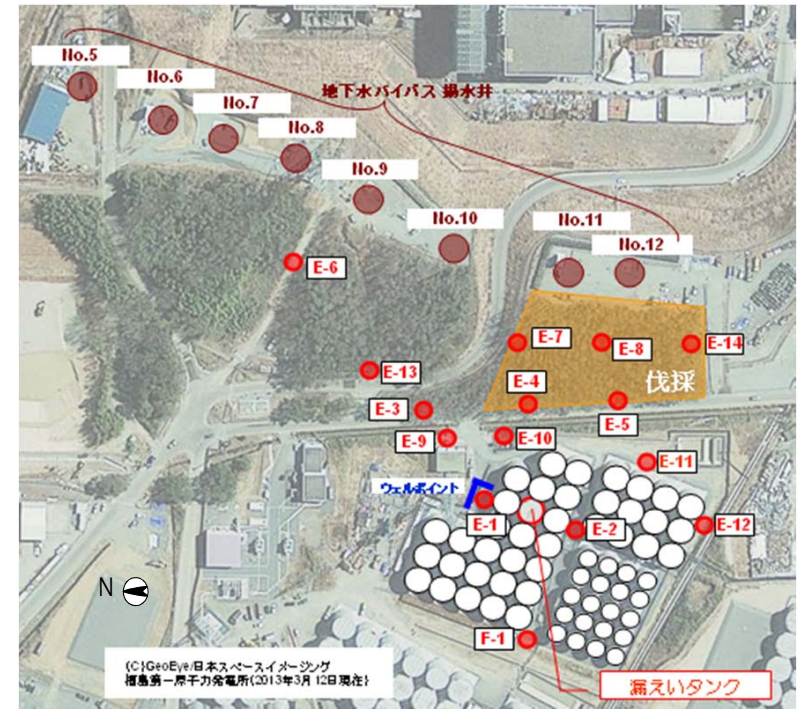 No.5
No.6
No.7
地下水バイパス 揚水井
No.8
No.9
No.10
No.11
No.12
E-6
E-7
E-8
E-14
E-13
伐採
E-4
E-3
E-5
E-9
E-10
E-11
ウェルポイント
E-1
E-2
E-12
N
F-1
(C)GeoEye/日本スペースイメージング
福島第一原子力発電所(2013年3月12日現在)
漏えいタンク